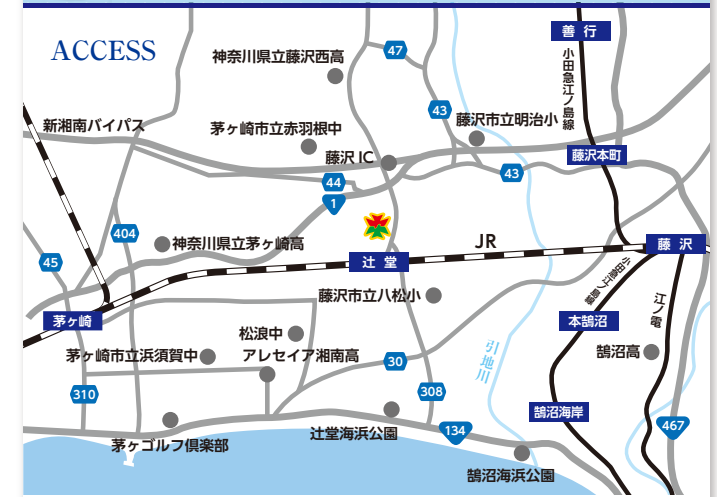 ACCESS
善行
小田急江ノ島線
47
神奈川県立藤沢西高
43
藤沢市立明治小
新湘南バイパス
茅ヶ崎市立赤羽根中
藤沢IC
藤沢本町
43
44
1
404
神奈川県立茅ヶ崎高
JR
藤沢
45
辻堂
小田急江ノ島線
藤沢市立八松小
江ノ電
茅ヶ崎
本鵠沼
松浪中
引地川
茅ヶ崎市立浜須賀中
アレセイア湘南高
30
鵠沼高
310
308
鵠沼海岸
467
134
辻堂海浜公園
茅ヶゴルフ倶楽部
鵠沼海浜公園